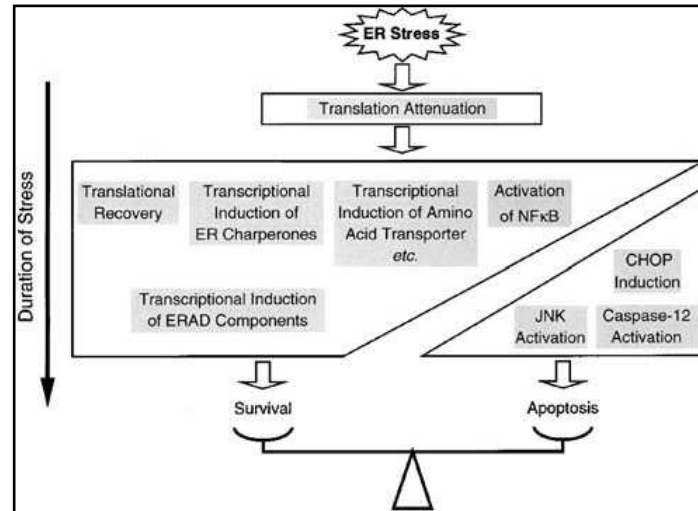 ER Stress
Translation Attenuation
Duration of Stress
Translational
Recovery
Transcriptional
Induction of
ER Charperones
Transcriptional
Induction of Amino
Acid Transporter
etc.
Activation
of NFκB
Transcriptional Induction
of ERAD Components
CHOP
Induction
JNK
Activation
Caspase-12
Activation
Survival
Apoptosis